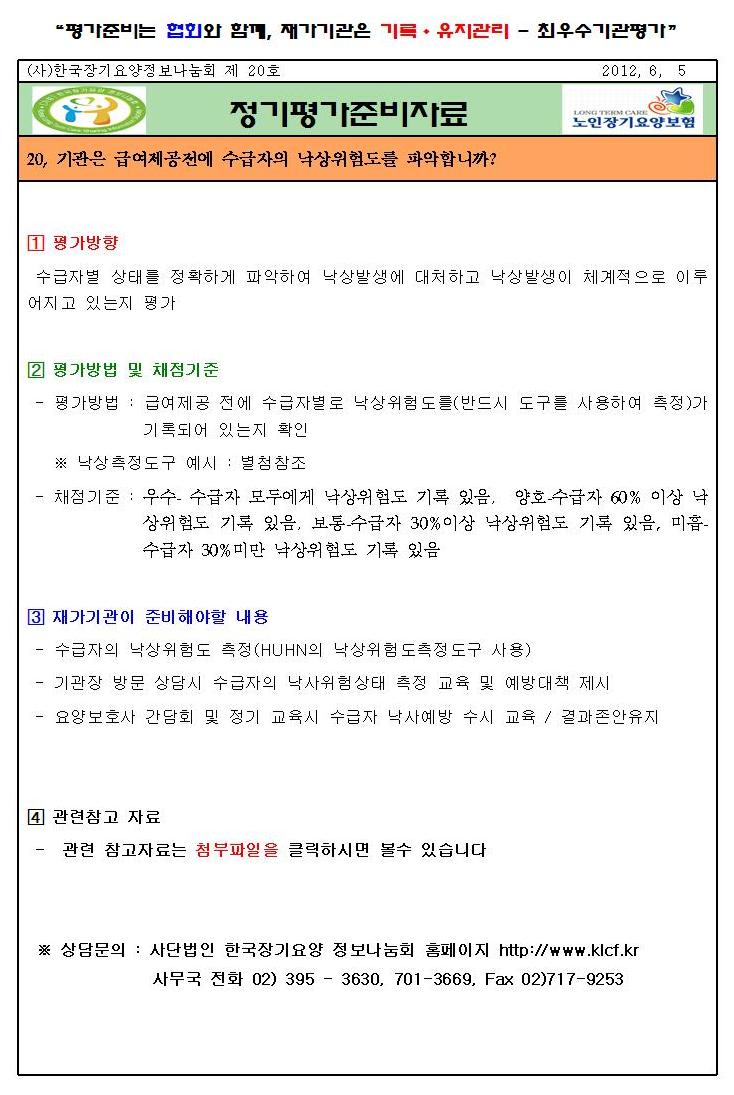 “평가준비는 협회와 함께, 재가기관은 기록·유지관리 - 최우수기관평가”
(사)한국장기요양정보나눔회 제 20호 2012, 6, 5
정기평가준비자료
LONG TERM CARE
노인장기요양보험
20, 기관은 급여제공전에 수급자의 낙상위험도를 파악합니까?
1 평가방향
수급자별 상태를 정확하게 파악하여 낙상발생에 대처하고 낙상발생이 체계적으로 이루
어지고 있는지 평가
2 평가방법 및 채점기준
- 평가방법 : 급여제공 전에 수급자별로 낙상위험도를(반드시 도구를 사용하여 측정)가
기록되어 있는지 확인
※ 낙상측정도구 예시 : 별첨참조
- 채점기준 : 우수- 수급자 모두에게 낙상위험도 기록 있음, 양호-수급자 60% 이상 낙
상위험도 기록 있음, 보통-수급자 30%이상 낙상위험도 기록 있음, 미흡-
수급자 30%미만 낙상위험도 기록 있음
3 재가기관이 준비해야할 내용
- 수급자의 낙상위험도 측정(HUHN의 낙상위험도측정도구 사용)
- 기관장 방문 상담시 수급자의 낙사위험상태 측정 교육 및 예방대책 제시
- 요양보호사 간담회 및 정기 교육시 수급자 낙사예방 수시 교육 / 결과존안유지
4 관련참고 자료
- 관련 참고자료는 첨부파일을 클릭하시면 볼수 있습니다
※ 상담문의 : 사단법인 한국장기요양 정보나눔회 홈페이지 http://www.klcf.kr
사무국 전화 02) 395 - 3630, 701-3669, Fax 02)717-9253